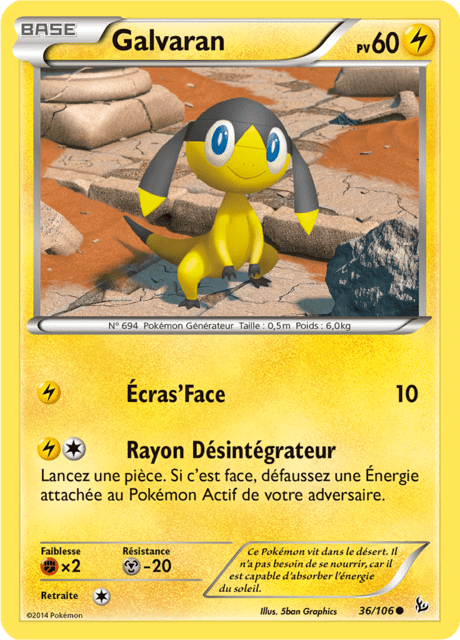 BASE
Galvaran
PV60
N° 694 Pokémon Générateur Taille : 0,5m Poids : 6,0kg
Écras'Face 10
Rayon Désintégrateur
Lancez une pièce. Si c'est face, défaussez une Énergie
attachée au Pokémon Actif de votre adversaire.
Faiblesse
×2
Résistance
-20
Retraite
Ce Pokémon vit dans le désert. Il
n'a pas besoin de se nourrir, car il
est capable d'absorber l'énergie
du soleil.
©2014 Pokémon
Illus. 5ban Graphics
36/106